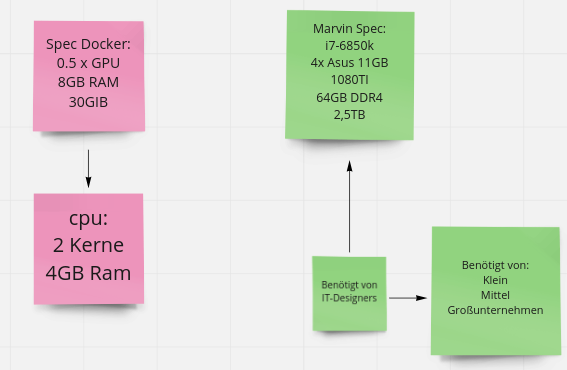 Spec Docker:
0.5 x GPU
8GB RAM
30GIB
cpu:
2 Kerne
4GB Ram
Marvin Spec:
i7-6850k
4x Asus 11GB
1080TI
64GB DDR4
2,5TB
Benötigt von
IT-Designers
Benötigt von:
Klein
Mittel
Großunternehmen